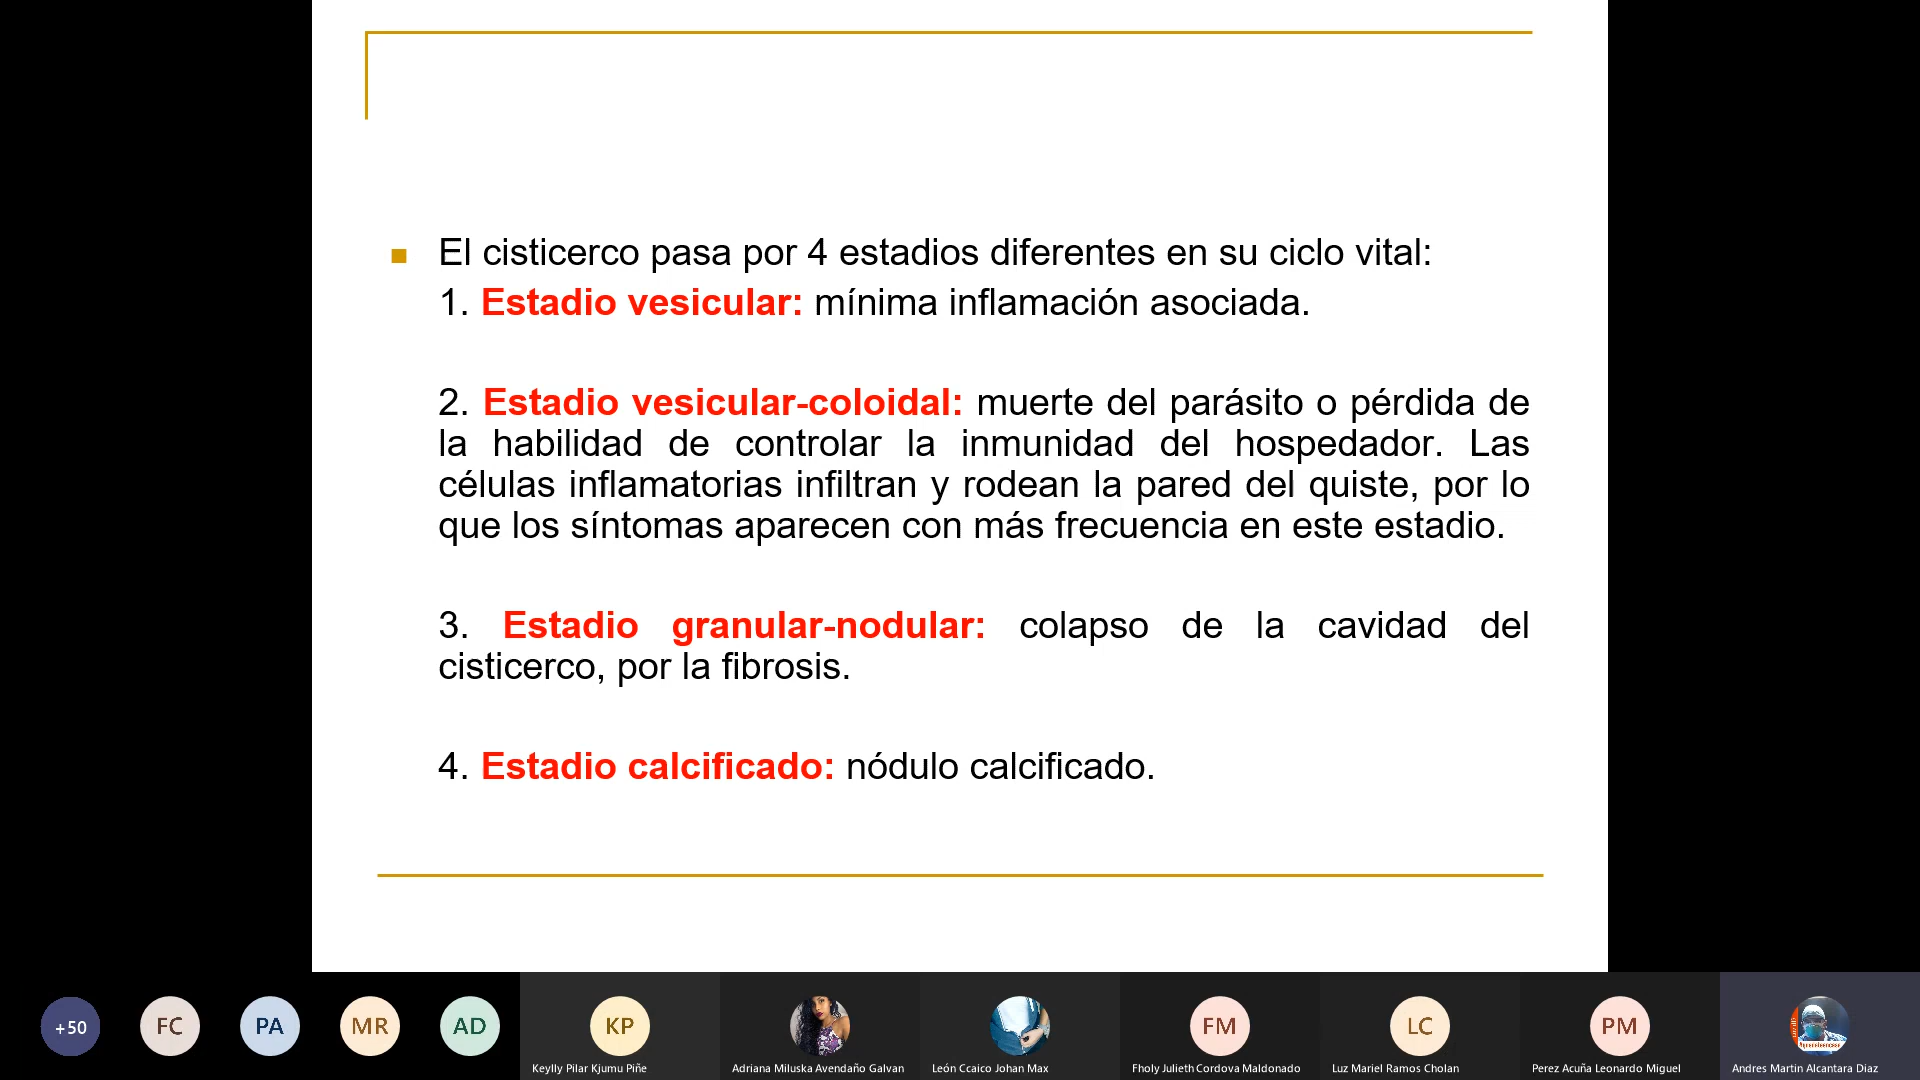 El cisticerco pasa por 4 estadios diferentes en su ciclo vital:
1. Estadio vesicular: mínima inflamación asociada.
2. Estadio vesicular-coloidal: muerte del parásito o pérdida de
la habilidad de controlar la inmunidad del hospedador. Las
células inflamatorias infiltran y rodean la pared del quiste, por lo
que los síntomas aparecen con más frecuencia en este estadio.
3. Estadio granular-nodular: colapso de la cavidad del
cisticerco, por la fibrosis.
4. Estadio calcificado: nódulo calcificado.
+50
FC
PA
MR
AD
KP
FM
LC
PM
Keylly Pilar Kjumu Piñe
Adriana Miluska Avendaño Galvan
León Ccaico Johan Max
Fholy Julieth Cordova Maldonado
Luz Mariel Ramos Cholan
Perez Acuña Leonardo Miguel
Andres Martin Alcantara Diaz